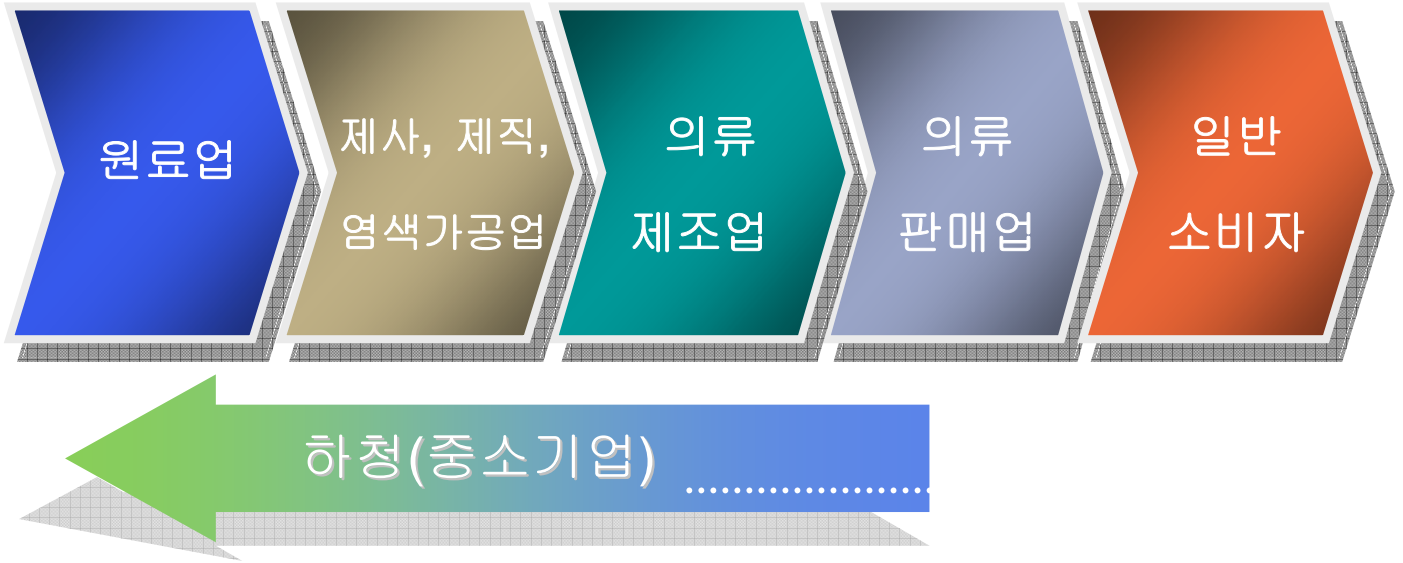 원료업
제사, 제직,
염색가공업
의류
제조업
의류
판매업
일반
소비자
하청(중소기업)